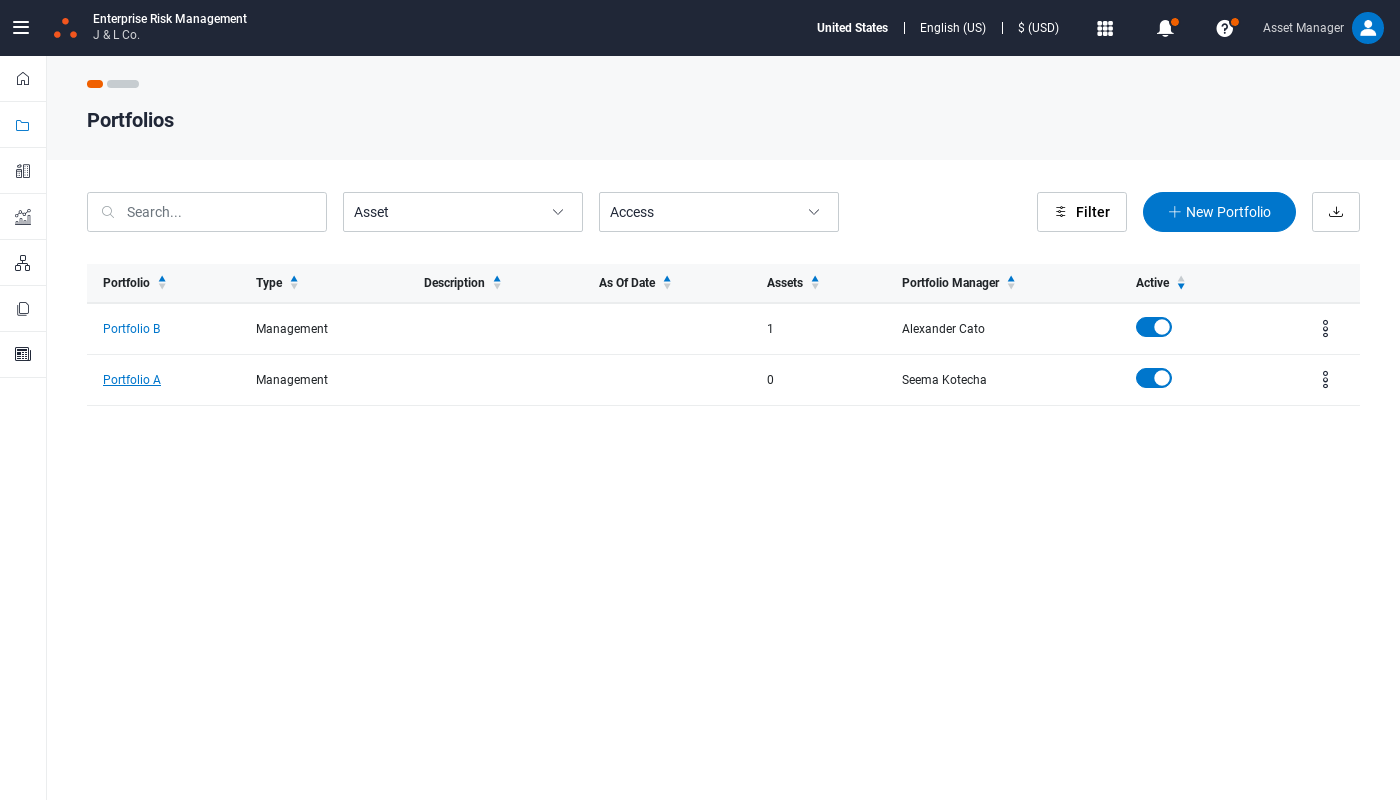 Enterprise Risk Management
J & L Co.
United States | English (US) | $ (USD)
Asset Manager
Portfolios
Search...
Asset
Access
Filter
New Portfolio
Portfolio Type Description As Of Date Assets Portfolio Manager Active
Portfolio B Management 1 Alexander Cato
Portfolio A Management 0 Seema Kotecha